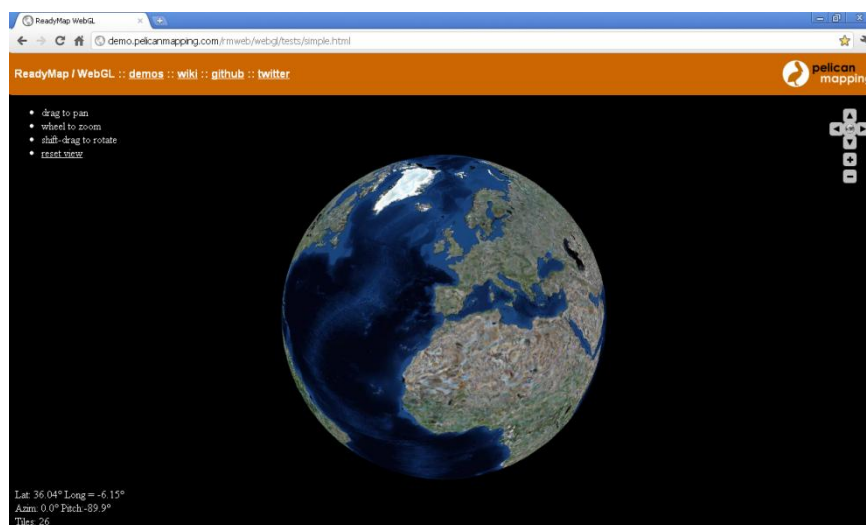 ReadyMap WebGL
demo.pelicanmapping.com/rmweb/webgl/tests/simple.html
ReadyMap / WebGL :: demos :: wiki :: github :: twitter
pelican
mapping
drag to pan
wheel to zoom
shift-drag to rotate
reset view
Lat: 36.04° Long = -6.15°
Azim: 0.0° Pitch:-89.9°
Tiles: 26